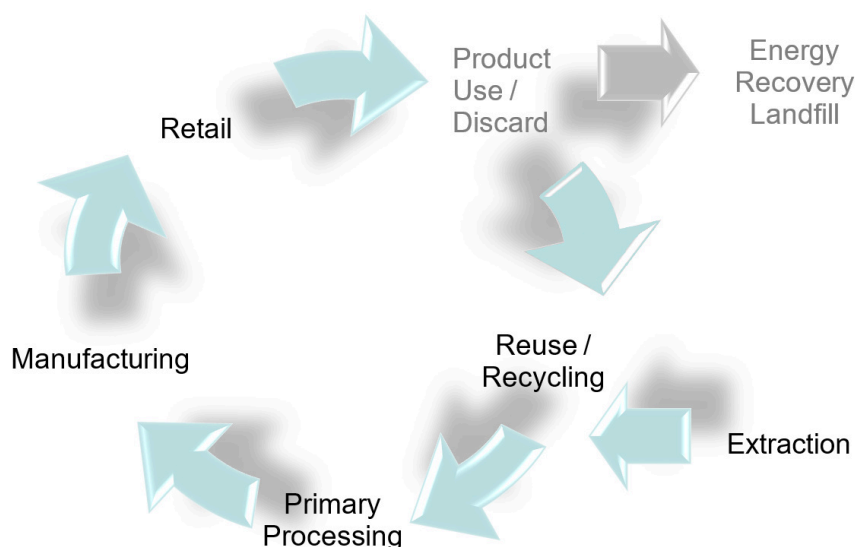 Product
Use /
Discard
Energy
Recovery
Landfill
Retail
Manufacturing
Reuse /
Recycling
Extraction
Primary
Processing